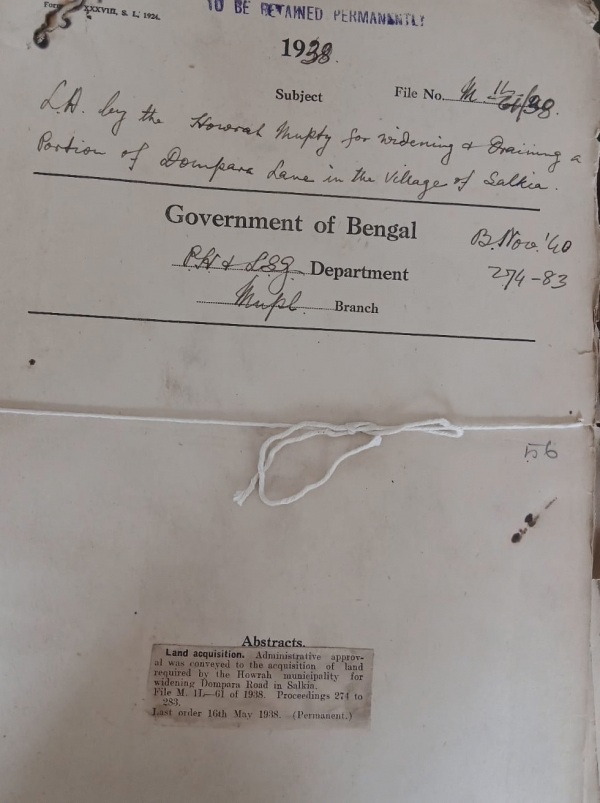 TO BE RETAINED PERMANENTLY
XXXVIII, S. L, 1924.
1938.
Subject
File No. M. 1L-61/38.
L.A. by the Howrah Mupty for widening & Draining a
Portion of Dompara Lane in the Village of Salkia.
Government of Bengal
B. Nov. '40
P.H & L.S.G. Department
274-83
Mupl. Branch
56
Abstracts.
Land acquisition. Administrative approv-
al was conveyed to the acquisition of land
required by the Howrah municipality for
widening Dompara Road in Salkia.
File M. 1L—61 of 1938. Proceedings 274 to
283.
Last order 16th May 1938. (Permanent.)